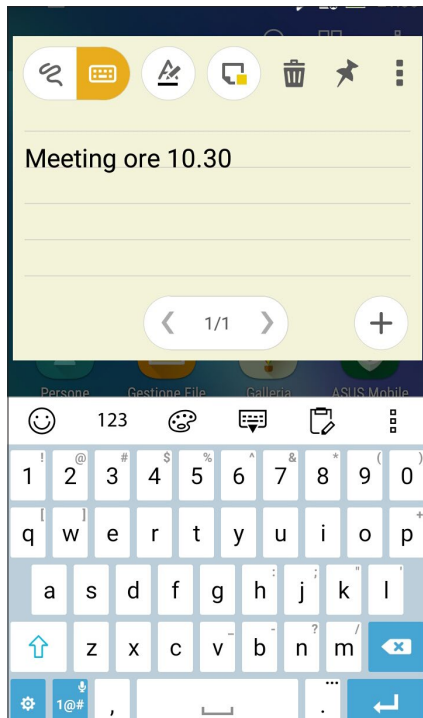 Meeting ore 10.30
1/1
Persone Gestione File Galleria ASUS Mobile
123
! @ # $ % ^ & * ( )
1 2 3 4 5 6 7 8 9 0
[ ] +
q w e r t y u i o p
: ; " '
a s d f g h j k l
_ - ? /
z x c v b n m
1@# , ... .